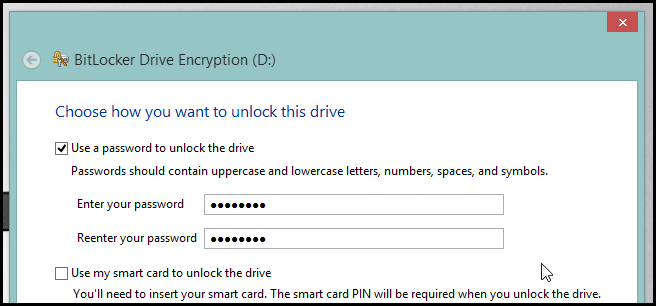 BitLocker Drive Encryption (D:)
Choose how you want to unlock this drive
Use a password to unlock the drive
Passwords should contain uppercase and lowercase letters, numbers, spaces, and symbols.
Enter your password ●●●●●●●●
Reenter your password ●●●●●●●●
Use my smart card to unlock the drive
You'll need to insert your smart card. The smart card PIN will be required when you unlock the drive.